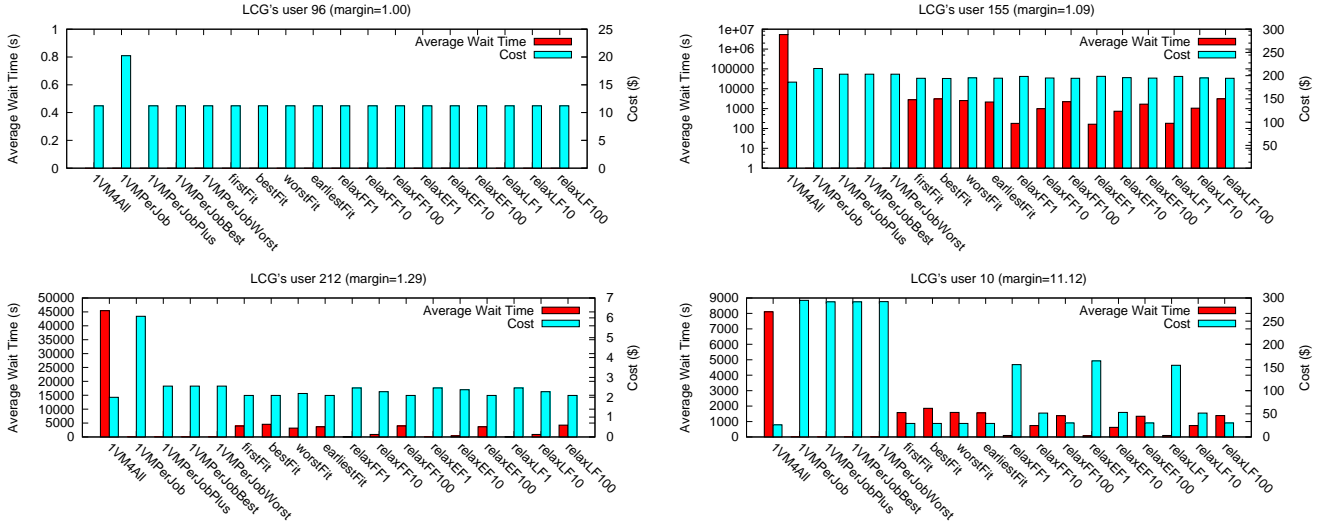 LCG's user 96 (margin=1.00)
Average Wait Time (s)
1
0.8
0.6
0.4
0.2
0
25
20
15
10
5
0
Cost ($)
Average Wait Time
Cost
1VM4All
1VMPerJob
1VMPerJobPlus
1VMPerJobBest
1VMPerJobWorst
firstFit
bestFit
worstFit
earliestFit
relaxFF1
relaxFF10
relaxFF100
relaxEF1
relaxEF10
relaxEF100
relaxLF1
relaxLF10
relaxLF100
LCG's user 155 (margin=1.09)
Average Wait Time (s)
1e+07
1e+06
100000
10000
1000
100
10
1
300
250
200
150
100
50
Cost ($)
Average Wait Time
Cost
1VM4All
1VMPerJob
1VMPerJobPlus
1VMPerJobBest
1VMPerJobWorst
firstFit
bestFit
worstFit
earliestFit
relaxFF1
relaxFF10
relaxFF100
relaxEF1
relaxEF10
relaxEF100
relaxLF1
relaxLF10
relaxLF100
LCG's user 212 (margin=1.29)
Average Wait Time (s)
50000
45000
40000
35000
30000
25000
20000
15000
10000
5000
0
7
6
5
4
3
2
1
0
Cost ($)
Average Wait Time
Cost
1VM4All
1VMPerJob
1VMPerJobPlus
1VMPerJobBest
1VMPerJobWorst
firstFit
bestFit
worstFit
earliestFit
relaxFF1
relaxFF10
relaxFF100
relaxEF1
relaxEF10
relaxEF100
relaxLF1
relaxLF10
relaxLF100
LCG's user 10 (margin=11.12)
Average Wait Time (s)
9000
8000
7000
6000
5000
4000
3000
2000
1000
0
300
250
200
150
100
50
0
Cost ($)
Average Wait Time
Cost
1VM4All
1VMPerJob
1VMPerJobPlus
1VMPerJobBest
1VMPerJobWorst
firstFit
bestFit
worstFit
earliestFit
relaxFF1
relaxFF10
relaxFF100
relaxEF1
relaxEF10
relaxEF100
relaxLF1
relaxLF10
relaxLF100